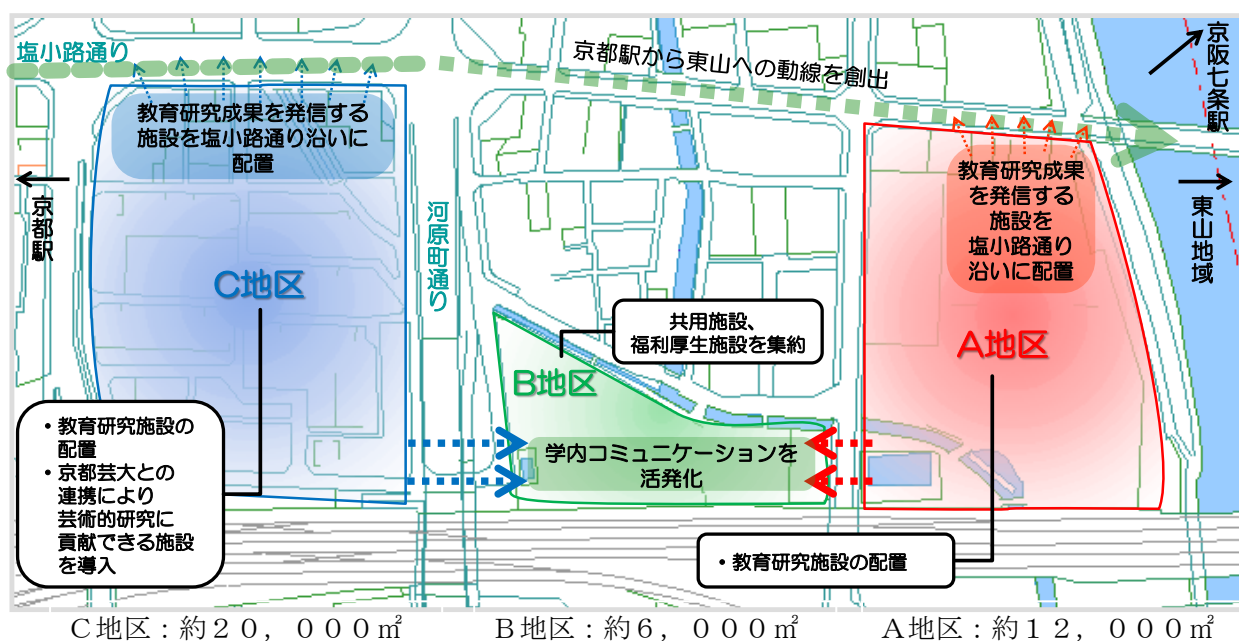 塩小路通り
京都駅から東山への動線を創出
京阪七条駅
教育研究成果を発信する
施設を塩小路通り沿いに
配置
教育研究成果
を発信する
施設を
塩小路通り
沿いに配置
京都駅
河原町通り
東山地域
C地区
共用施設、
福利厚生施設を集約
A地区
B地区
・教育研究施設の
配置
・京都芸大との
連携により
芸術的研究に
貢献できる施設
を導入
学内コミュニケーションを
活発化
・教育研究施設の配置
C地区：約２０，０００㎡
B地区：約６，０００㎡
A地区：約１２，０００㎡